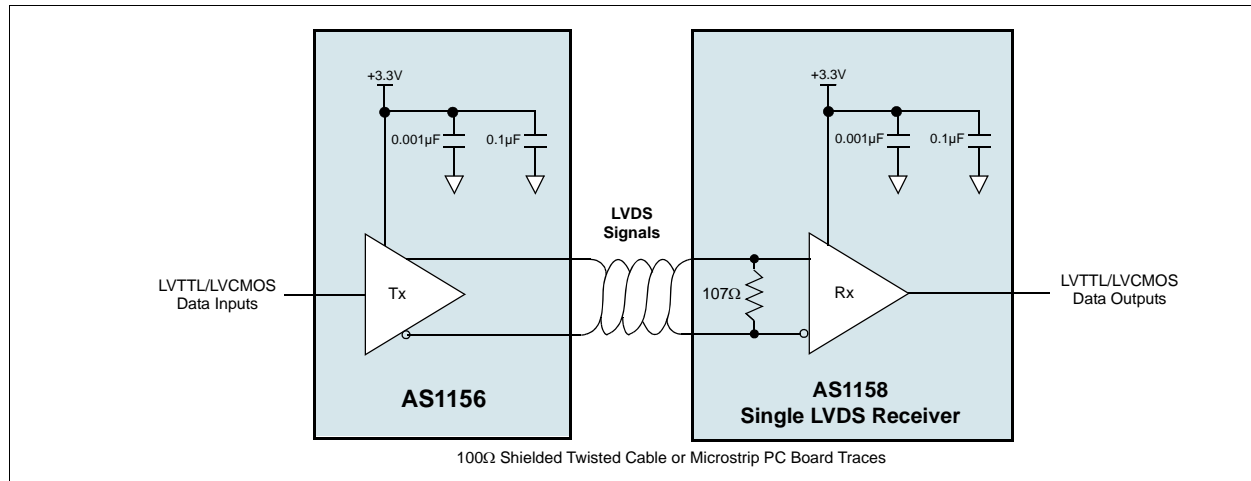 +3.3V
0.001µF
0.1µF
+3.3V
0.001µF
0.1µF
LVDS
Signals
LVTTL/LVCMOS
Data Inputs
Tx
107Ω
Rx
LVTTL/LVCMOS
Data Outputs
AS1156
AS1158
Single LVDS Receiver
100Ω Shielded Twisted Cable or Microstrip PC Board Traces